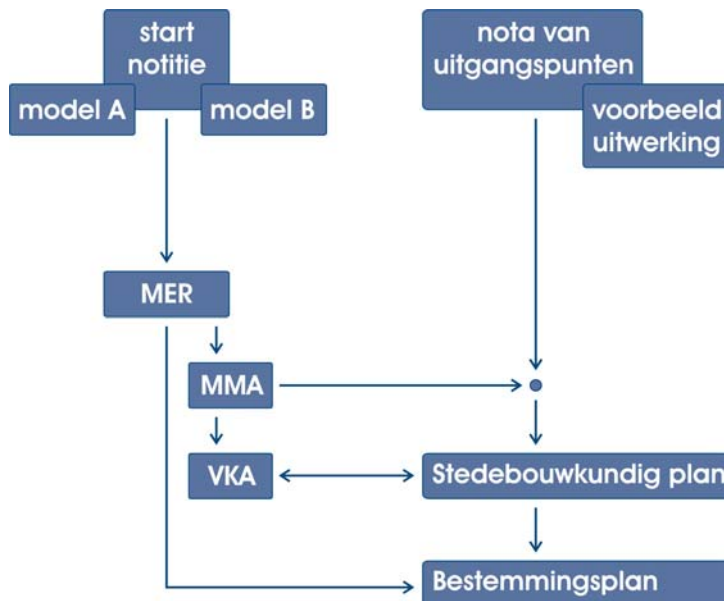 start
notitie
model A
model B
nota van
uitgangspunten
voorbeeld
uitwerking
MER
MMA
VKA
Stedebouwkundig plan
Bestemmingsplan